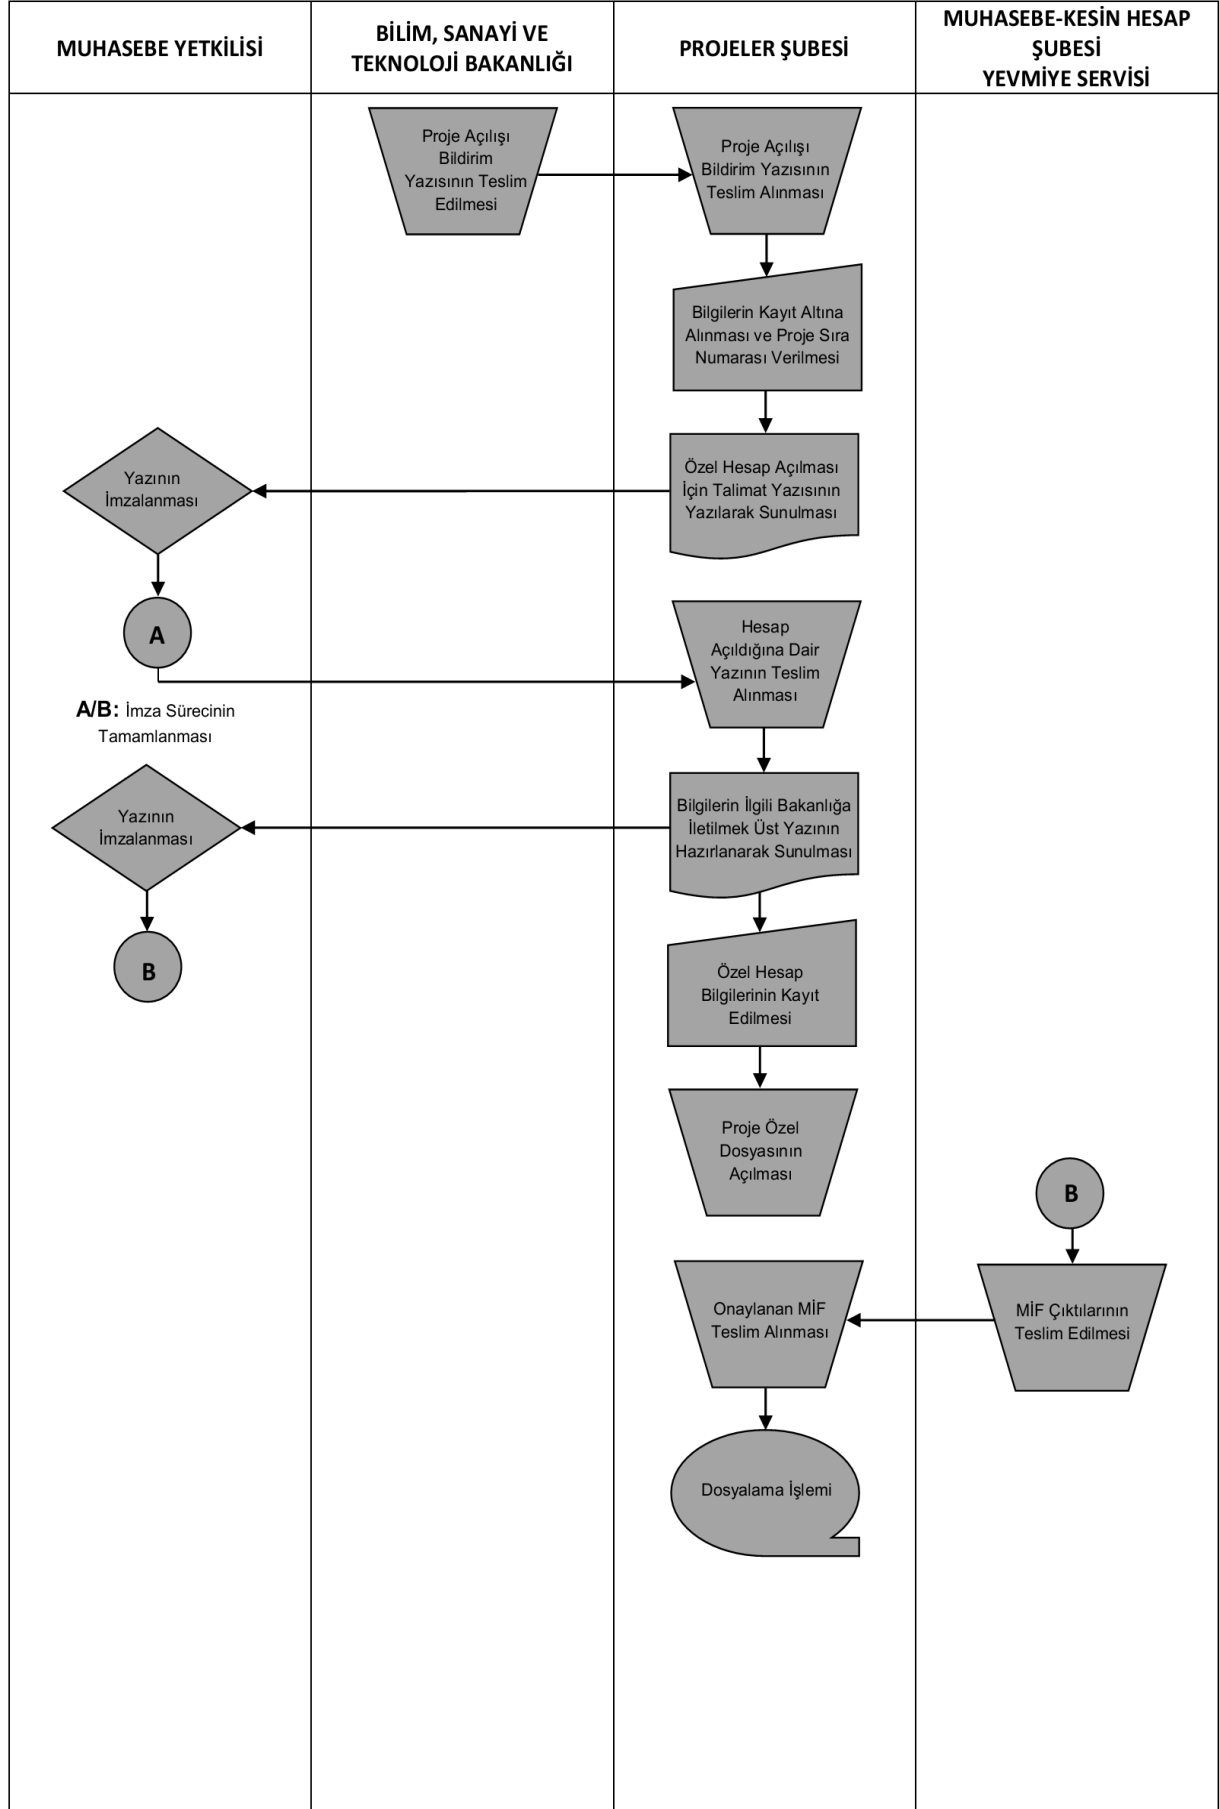 MUHASEBE YETKİLİSİ
BİLİM, SANAYİ VE
TEKNOLOJİ BAKANLIĞI
PROJELER ŞUBESİ
MUHASEBE-KESİN HESAP
ŞUBESİ
YEVMİYE SERVİSİ
Proje Açılışı
Bildirim
Yazısının Teslim
Edilmesi
Proje Açılışı
Bildirim Yazısının
Teslim Alınması
Bilgilerin Kayıt Altına
Alınması ve Proje Sıra
Numarası Verilmesi
Özel Hesap Açılması
İçin Talimat Yazısının
Yazılarak Sunulması
Yazının
İmzalanması
A
Hesap
Açıldığına Dair
Yazının Teslim
Alınması
A/B: İmza Sürecinin
Tamamlanması
Bilgilerin İlgili Bakanlığa
İletilmek Üst Yazının
Hazırlanarak Sunulması
Yazının
İmzalanması
B
Özel Hesap
Bilgilerinin Kayıt
Edilmesi
Proje Özel
Dosyasının
Açılması
B
MİF Çıktılarının
Teslim Edilmesi
Onaylanan MİF
Teslim Alınması
Dosyalama İşlemi